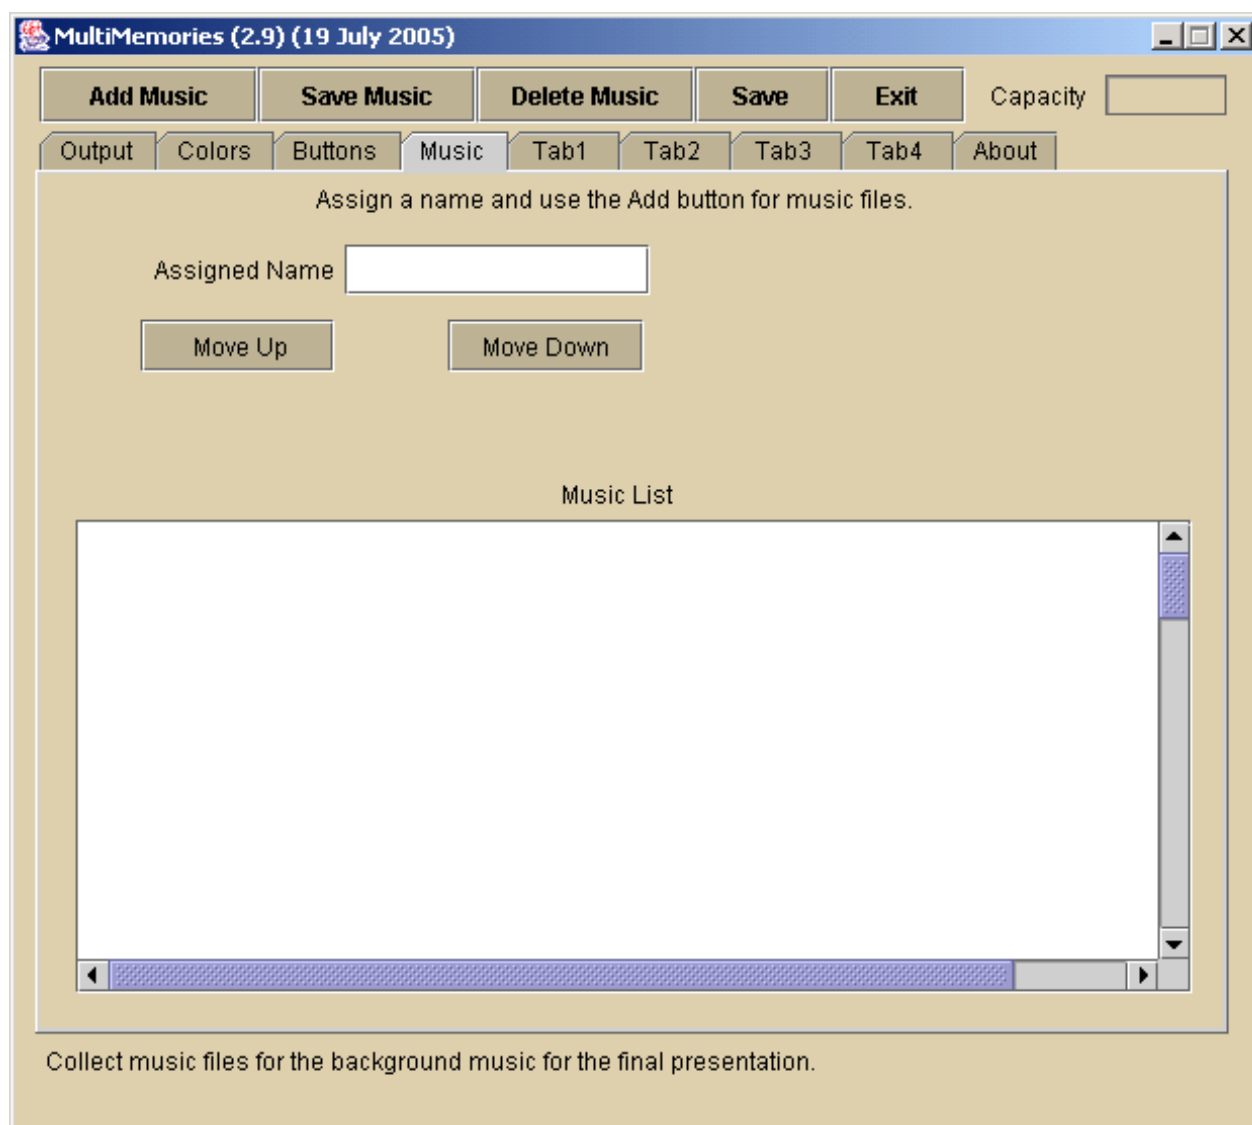 MultiMemories (2.9) (19 July 2005)
Add Music Save Music Delete Music Save Exit Capacity
Output Colors Buttons Music Tab1 Tab2 Tab3 Tab4 About
Assign a name and use the Add button for music files.
Assigned Name
Move Up Move Down
Music List
Collect music files for the background music for the final presentation.